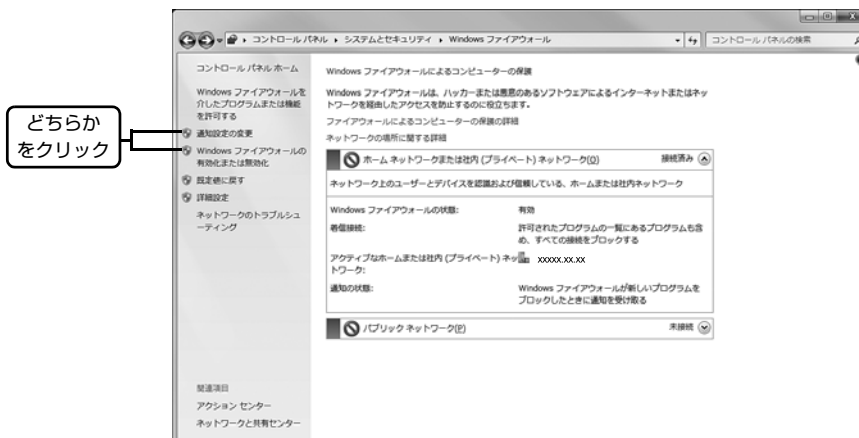 コントロール パネル ▸ システムとセキュリティ ▸ Windows ファイアウォール
コントロール パネルの検索
どちらか
をクリック
コントロール パネル ホーム
Windows ファイアウォールを
介したプログラムまたは機能
を許可する
通知設定の変更
Windows ファイアウォールの
有効化または無効化
既定値に戻す
詳細設定
ネットワークのトラブルシュ
ーティング
関連項目
アクション センター
ネットワークと共有センター
Windows ファイアウォールによるコンピューターの保護
Windows ファイアウォールは、ハッカーまたは悪意のあるソフトウェアによるインターネットまたはネッ
トワークを経由したアクセスを防止するのに役立ちます。
ファイアウォールによるコンピューターの保護の詳細
ネットワークの場所に関する詳細
ホーム ネットワークまたは社内 (プライベート) ネットワーク(O) 接続済み
ネットワーク上のユーザーとデバイスを認識および信頼している、ホームまたは社内ネットワーク
Windows ファイアウォールの状態: 有効
着信接続: 許可されたプログラムの一覧にあるプログラムも含
め、すべての接続をブロックする
アクティブなホームまたは社内 (プライベート) ネッ xxxxx.xx.xx
トワーク:
通知の状態: Windows ファイアウォールが新しいプログラムを
ブロックしたときに通知を受け取る
パブリック ネットワーク(P) 未接続